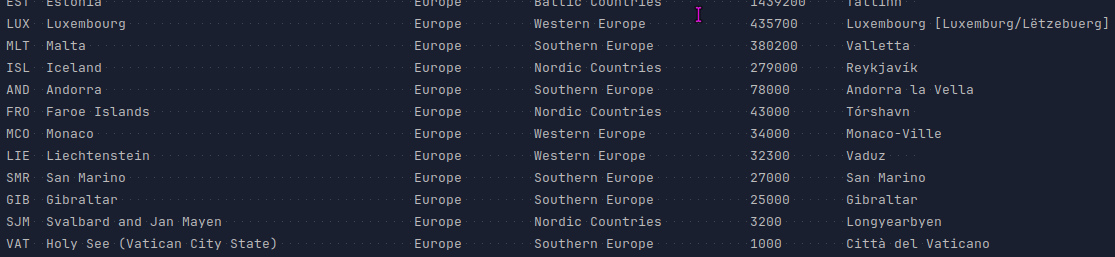 EST Estonia Europe Baltic Countries 1439200 Tallinn
LUX Luxembourg Europe Western Europe 435700 Luxembourg [Luxemburg/Lëtzebuerg]
MLT Malta Europe Southern Europe 380200 Valletta
ISL Iceland Europe Nordic Countries 279000 Reykjavík
AND Andorra Europe Southern Europe 78000 Andorra la Vella
FRO Faroe Islands Europe Nordic Countries 43000 Tórshavn
MCO Monaco Europe Western Europe 34000 Monaco-Ville
LIE Liechtenstein Europe Western Europe 32300 Vaduz
SMR San Marino Europe Southern Europe 27000 San Marino
GIB Gibraltar Europe Southern Europe 25000 Gibraltar
SJM Svalbard and Jan Mayen Europe Nordic Countries 3200 Longyearbyen
VAT Holy See (Vatican City State) Europe Southern Europe 1000 Città del Vaticano